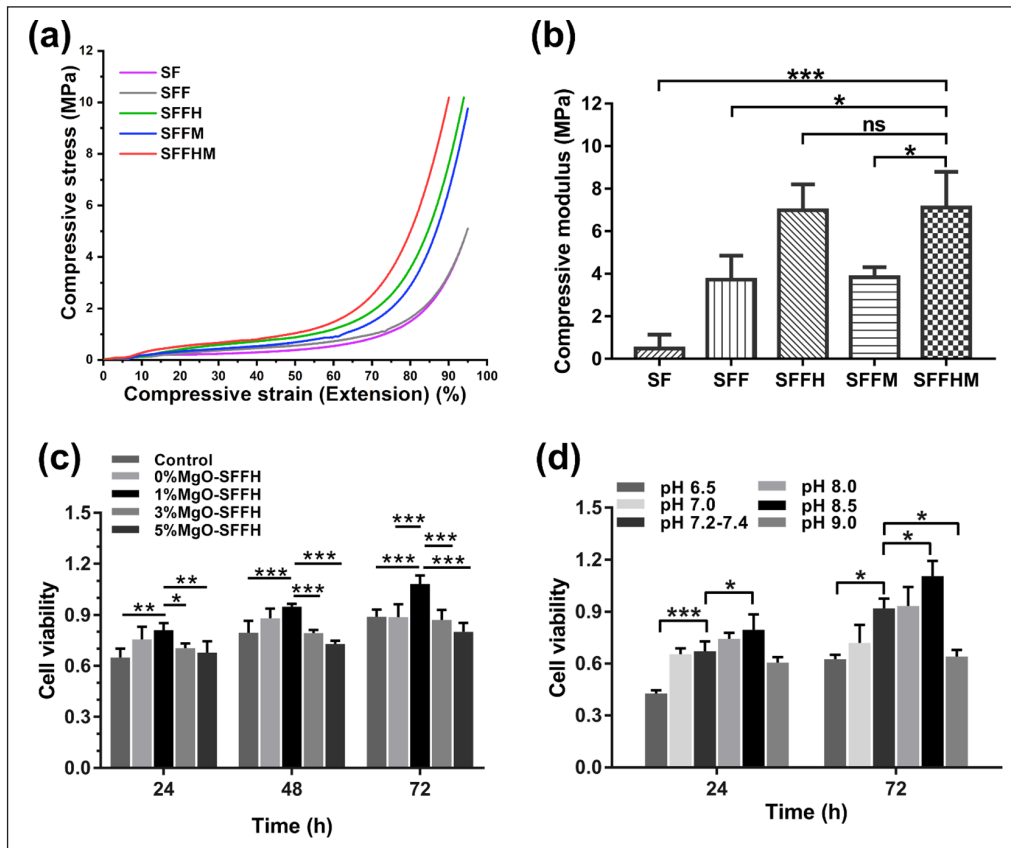 (a)
Compressive stress (MPa)
12
10
8
6
4
2
0
SF
SFF
SFFH
SFFM
SFFHM
0 10 20 30 40 50 60 70 80 90 100
Compressive strain (Extension) (%)
(b)
Compressive modulus (MPa)
12
8
4
0
***
*
ns
*
SF SFF SFFH SFFM SFFHM
(c)
Control
0%MgO-SFFH
1%MgO-SFFH
3%MgO-SFFH
5%MgO-SFFH
Cell viability
1.5
1.2
0.9
0.6
0.3
0.0
**
*
**
***
***
***
***
***
***
***
24 48 72
Time (h)
(d)
pH 6.5 pH 8.0
pH 7.0 pH 8.5
pH 7.2-7.4 pH 9.0
Cell viability
1.5
1.2
0.9
0.6
0.3
0.0
***
*
*
*
*
24 72
Time (h)